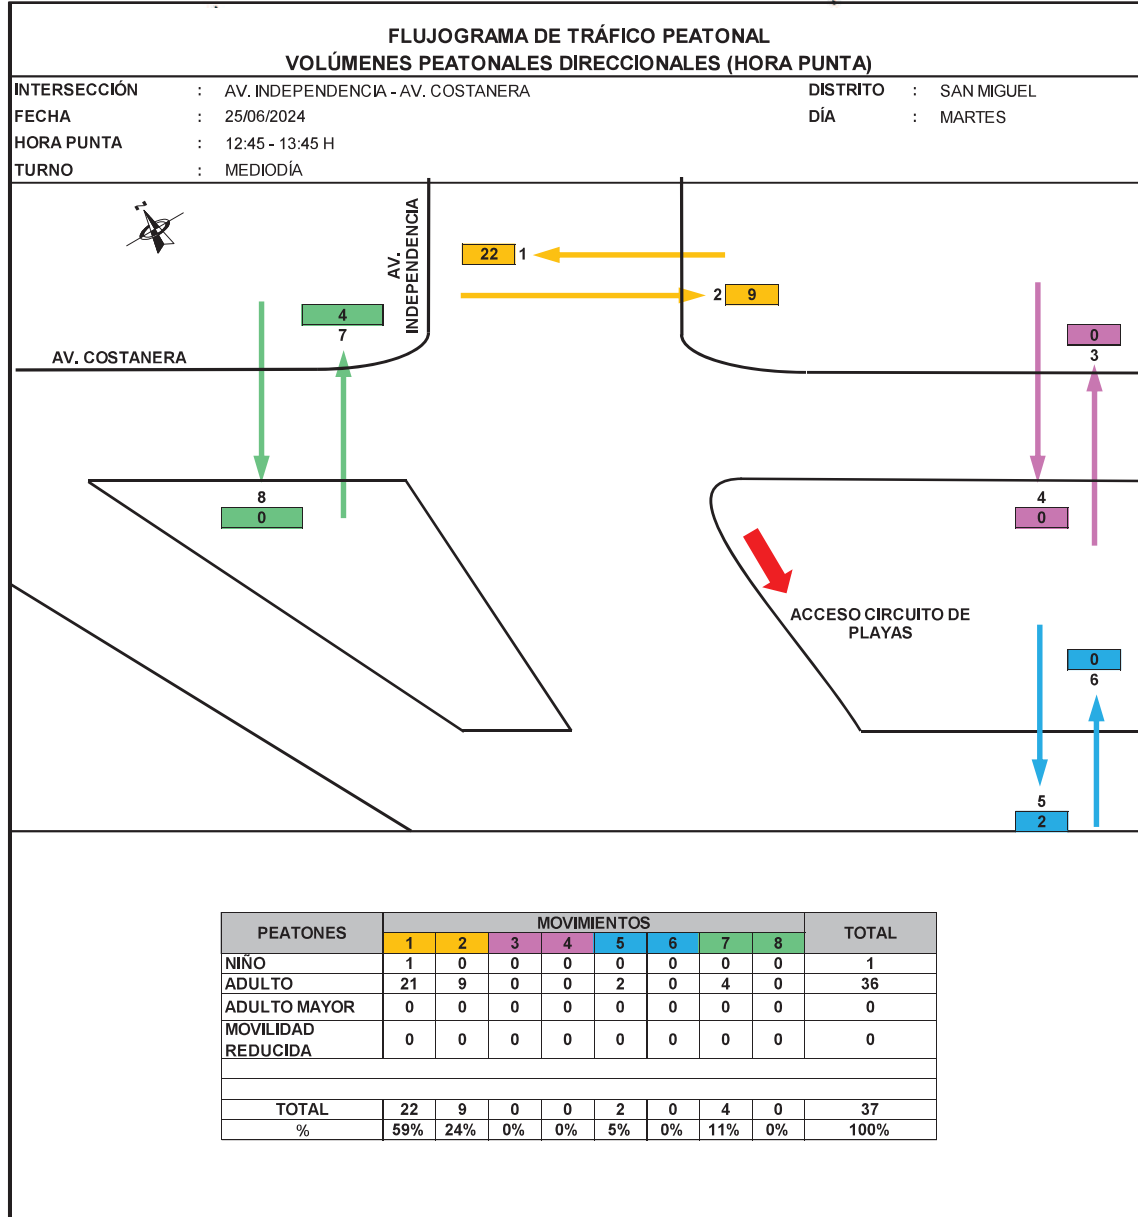 FLUJOGRAMA DE TRÁFICO PEATONAL
VOLÚMENES PEATONALES DIRECCIONALES (HORA PUNTA)
INTERSECCIÓN : AV. INDEPENDENCIA - AV. COSTANERA DISTRITO : SAN MIGUEL
FECHA : 25/06/2024 DÍA : MARTES
HORA PUNTA : 12:45 - 13:45 H
TURNO : MEDIODÍA
N
AV. INDEPENDENCIA
22 1
2 9
4
7
AV. COSTANERA
0
3
8
0
4
0
ACCESO CIRCUITO DE
PLAYAS
0
6
5
2
PEATONES MOVIMIENTOS TOTAL
1 2 3 4 5 6 7 8
NIÑO 1 0 0 0 0 0 0 0 1
ADULTO 21 9 0 0 2 0 4 0 36
ADULTO MAYOR 0 0 0 0 0 0 0 0 0
MOVILIDAD
REDUCIDA 0 0 0 0 0 0 0 0 0
TOTAL 22 9 0 0 2 0 4 0 37
% 59% 24% 0% 0% 5% 0% 11% 0% 100%